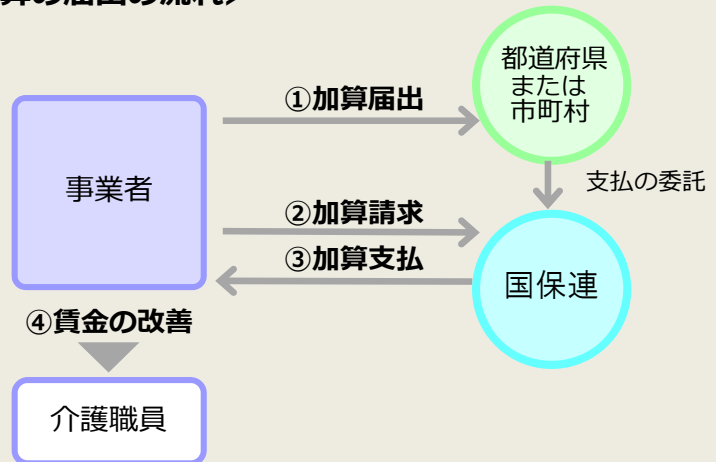 算の届出の流れ>
都道府県
または
市町村
①加算届出
支払の委託
事業者
②加算請求
③加算支払
国保連
④賃金の改善
介護職員